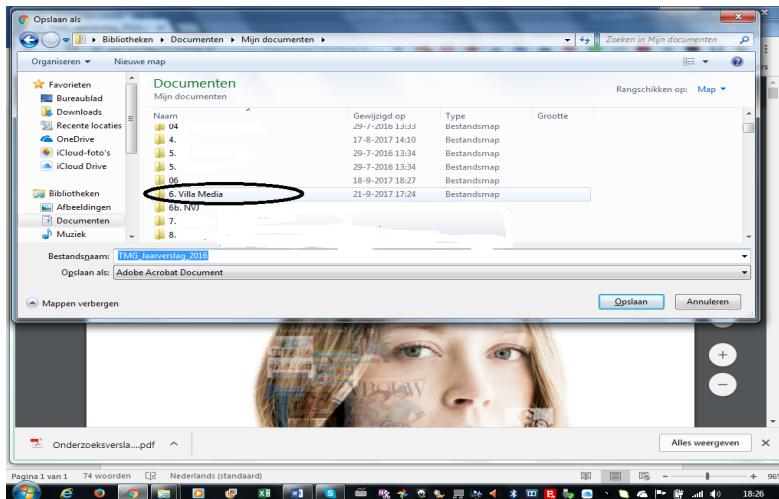 Opslaan als
Bibliotheken ▸ Documenten ▸ Mijn documenten ▸
Zoeken in Mijn documenten
Organiseren
Nieuwe map
Favorieten
Bureaublad
Downloads
Recente locaties
OneDrive
iCloud-foto's
iCloud Drive
Bibliotheken
Afbeeldingen
Documenten
Muziek
Documenten
Mijn documenten
Rangschikken op: Map
Naam Gewijzigd op Type Grootte
04 29-7-2016 13:33 Bestandsmap
4. 17-8-2017 14:10 Bestandsmap
5. 29-7-2016 13:34 Bestandsmap
5. 29-7-2016 13:34 Bestandsmap
06 18-9-2017 18:27 Bestandsmap
6. Villa Media 21-9-2017 17:24 Bestandsmap
6b. NVJ
7.
8.
Bestandsnaam: TMG_Jaarverslag_2016
Opslaan als: Adobe Acrobat Document
Mappen verbergen
Opslaan
Annuleren
Onderzoeksversla....pdf
Alles weergeven
Pagina 1 van 1 74 woorden Nederlands (standaard)
18:26